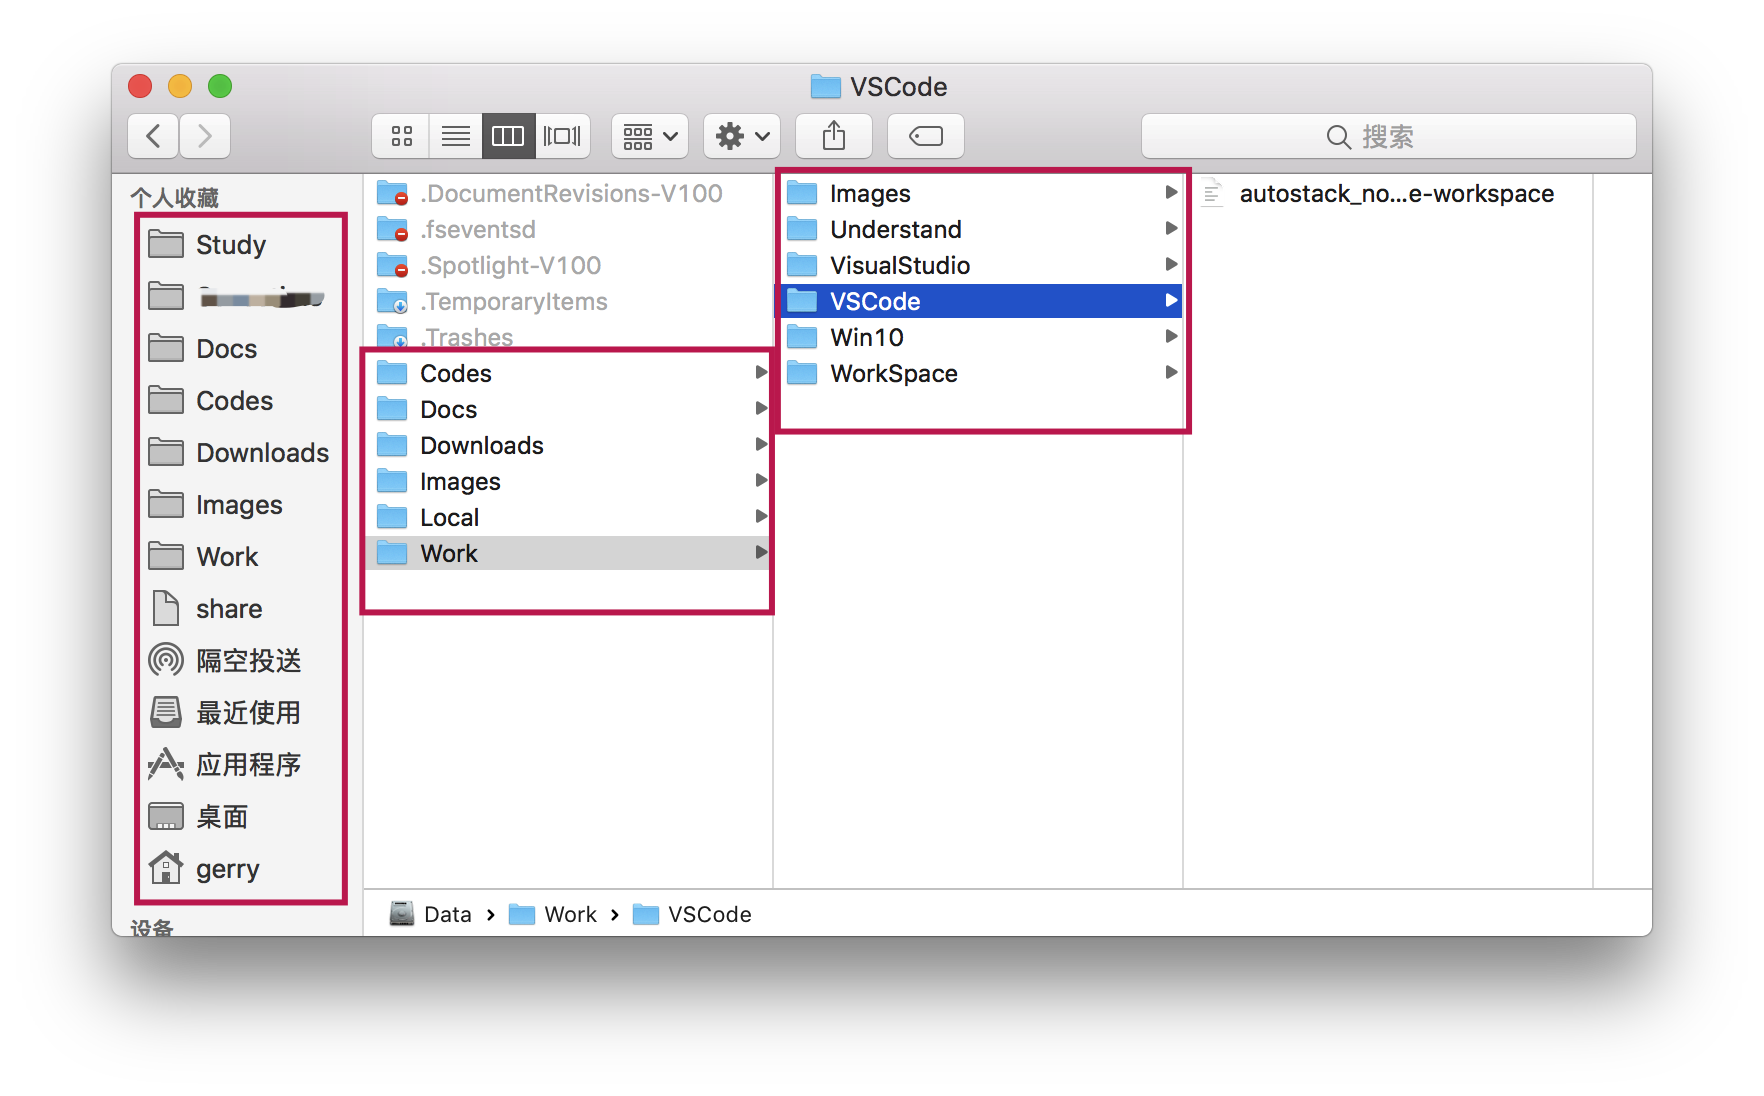 VSCode
搜索
个人收藏
Study
Docs
Codes
Downloads
Images
Work
share
隔空投送
最近使用
应用程序
桌面
gerry
设备
.DocumentRevisions-V100
.fseventsd
.Spotlight-V100
.TemporaryItems
.Trashes
Codes
Docs
Downloads
Images
Local
Work
Images
Understand
VisualStudio
VSCode
Win10
WorkSpace
autostack_no...e-workspace
Data › Work › VSCode